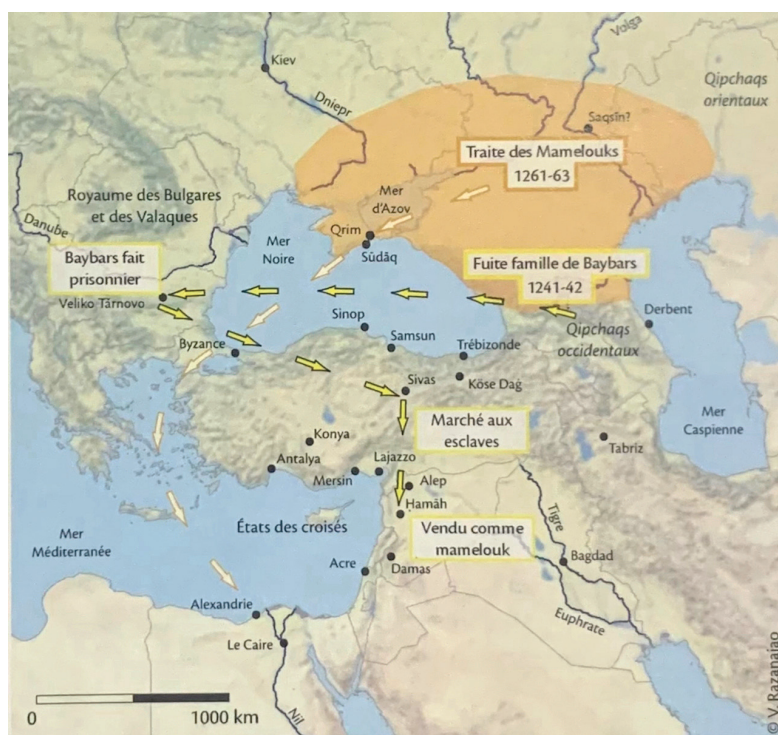 Kiev
Volga
Qipchaqs
orientaux
Dniepr
Saqsîn?
Traite des Mamelouks
1261-63
Mer
d'Azov
Royaume des Bulgares
et des Valaques
Danube
Qrim
Sûdâq
Mer
Noire
Baybars fait
prisonnier
Fuite famille de Baybars
1241-42
Veliko Tărnovo
Derbent
Sinop
Samsun
Trébizonde
Qipchaqs
occidentaux
Byzance
Sivas
Köse Dağ
Mer
Caspienne
Marché aux
esclaves
Konya
Tabriz
Antalya
Mersin
Lajazzo
Alep
Hamâh
Tigre
États des croisés
Vendu comme
mamelouk
Mer
Méditerranée
Acre
Damas
Bagdad
Alexandrie
Euphrate
Le Caire
Nil
0
1000 km
© V. Razanajao